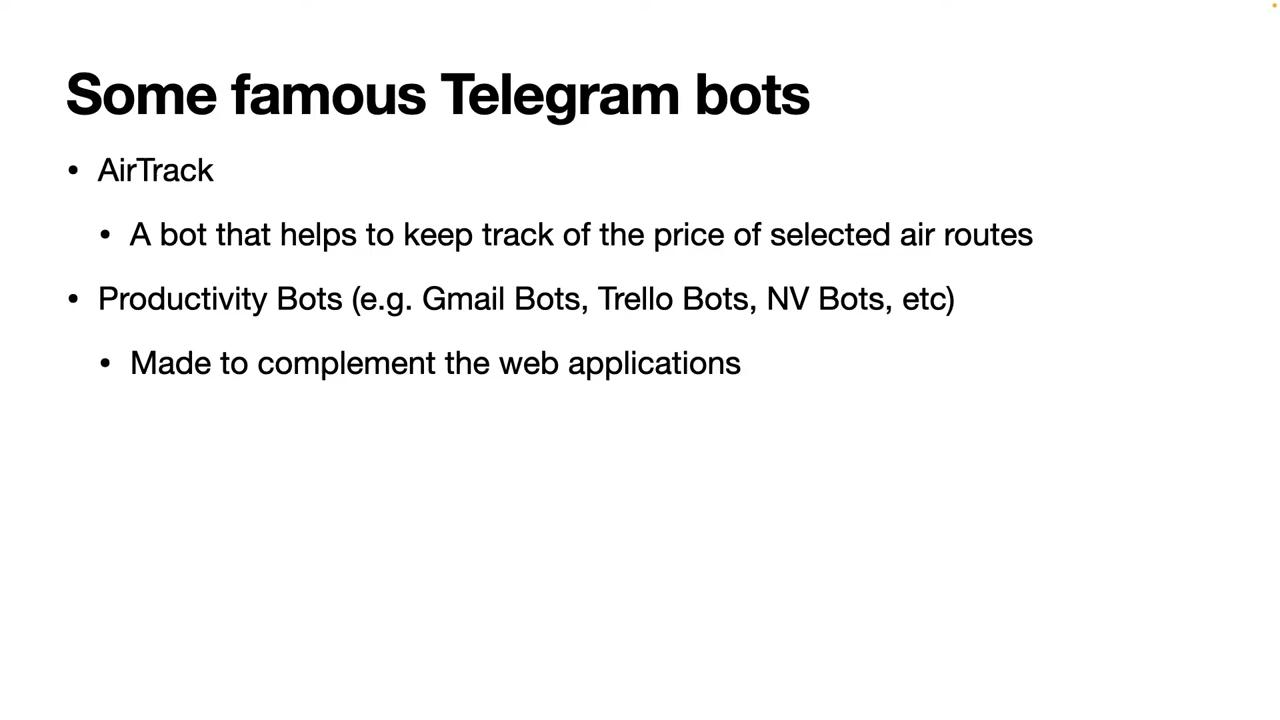 Some famous Telegram bots
• AirTrack
• A bot that helps to keep track of the price of selected air routes
• Productivity Bots (e.g. Gmail Bots, Trello Bots, NV Bots, etc)
• Made to complement the web applications